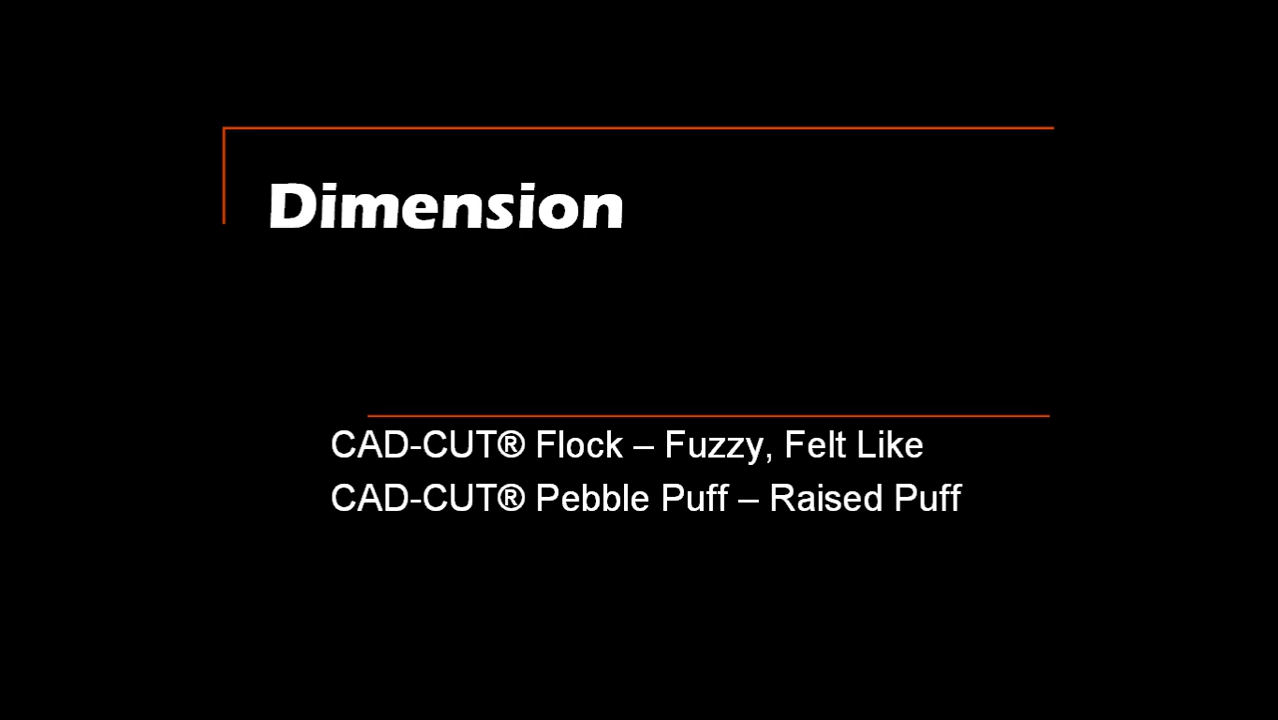 Dimension
CAD-CUT® Flock – Fuzzy, Felt Like
CAD-CUT® Pebble Puff – Raised Puff